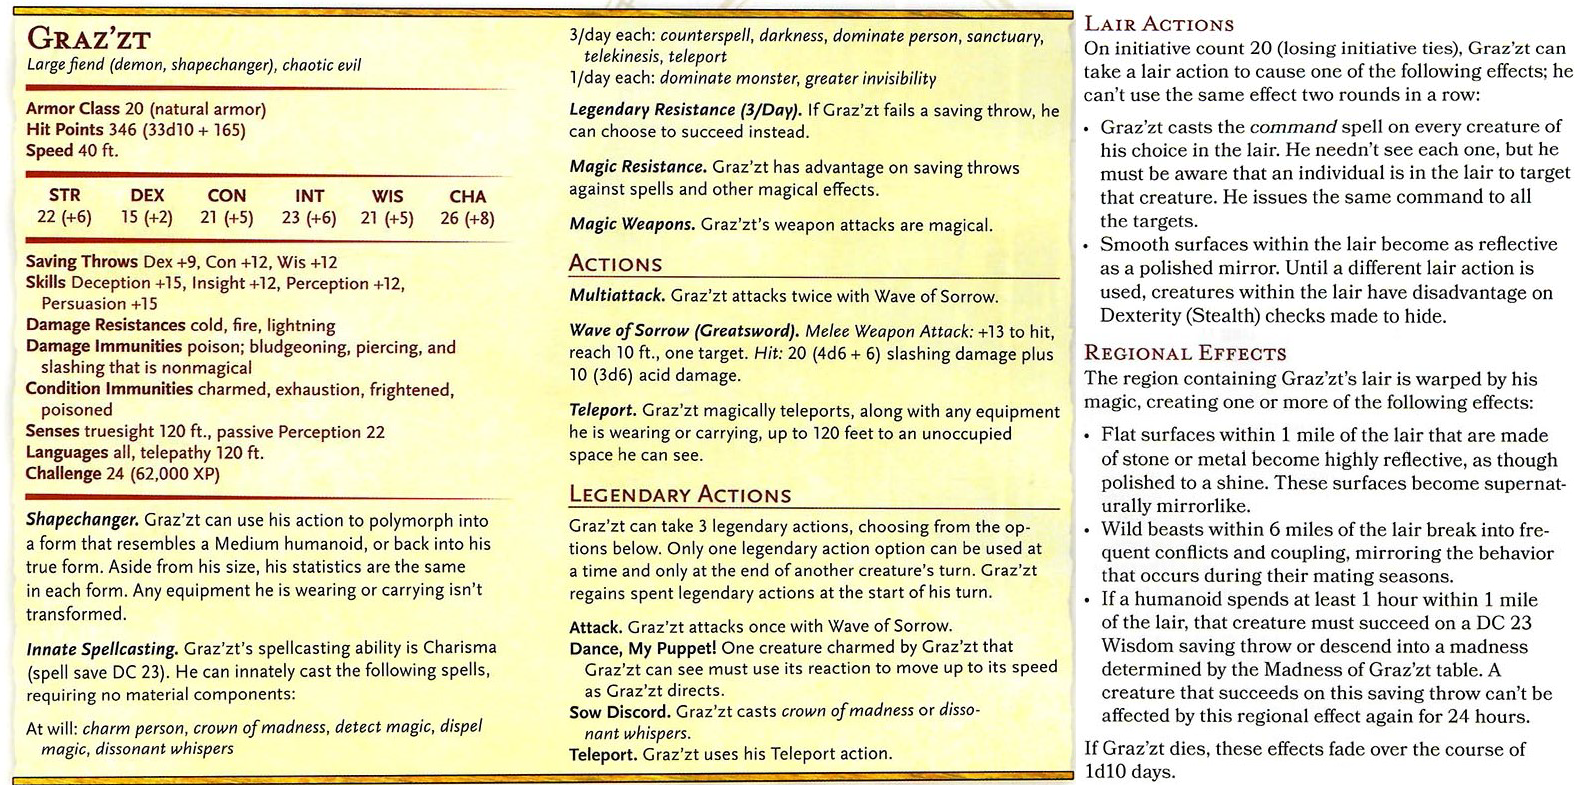 GRAZ'ZT
Large fiend (demon, shapechanger), chaotic evil
Armor Class 20 (natural armor)
Hit Points 346 (33d10 + 165)
Speed 40 ft.
STR DEX CON INT WIS CHA
22 (+6) 15 (+2) 21 (+5) 23 (+6) 21 (+5) 26 (+8)
Saving Throws Dex +9, Con +12, Wis +12
Skills Deception +15, Insight +12, Perception +12,
Persuasion +15
Damage Resistances cold, fire, lightning
Damage Immunities poison; bludgeoning, piercing, and
slashing that is nonmagical
Condition Immunities charmed, exhaustion, frightened,
poisoned
Senses truesight 120 ft., passive Perception 22
Languages all, telepathy 120 ft.
Challenge 24 (62,000 XP)
Shapechanger. Graz'zt can use his action to polymorph into
a form that resembles a Medium humanoid, or back into his
true form. Aside from his size, his statistics are the same
in each form. Any equipment he is wearing or carrying isn't
transformed.
Innate Spellcasting. Graz'zt's spellcasting ability is Charisma
(spell save DC 23). He can innately cast the following spells,
requiring no material components:
At will: charm person, crown of madness, detect magic, dispel
magic, dissonant whispers
3/day each: counterspell, darkness, dominate person, sanctuary,
telekinesis, teleport
1/day each: dominate monster, greater invisibility
Legendary Resistance (3/Day). If Graz'zt fails a saving throw, he
can choose to succeed instead.
Magic Resistance. Graz'zt has advantage on saving throws
against spells and other magical effects.
Magic Weapons. Graz'zt's weapon attacks are magical.
ACTIONS
Multiattack. Graz'zt attacks twice with Wave of Sorrow.
Wave of Sorrow (Greatsword). Melee Weapon Attack: +13 to hit,
reach 10 ft., one target. Hit: 20 (4d6 + 6) slashing damage plus
10 (3d6) acid damage.
Teleport. Graz'zt magically teleports, along with any equipment
he is wearing or carrying, up to 120 feet to an unoccupied
space he can see.
LEGENDARY ACTIONS
Graz'zt can take 3 legendary actions, choosing from the op-
tions below. Only one legendary action option can be used at
a time and only at the end of another creature's turn. Graz'zt
regains spent legendary actions at the start of his turn.
Attack. Graz'zt attacks once with Wave of Sorrow.
Dance, My Puppet! One creature charmed by Graz'zt that
Graz'zt can see must use its reaction to move up to its speed
as Graz'zt directs.
Sow Discord. Graz'zt casts crown of madness or disso-
nant whispers.
Teleport. Graz'zt uses his Teleport action.
LAIR ACTIONS
On initiative count 20 (losing initiative ties), Graz'zt can
take a lair action to cause one of the following effects; he
can't use the same effect two rounds in a row:
• Graz'zt casts the command spell on every creature of
his choice in the lair. He needn't see each one, but he
must be aware that an individual is in the lair to target
that creature. He issues the same command to all
the targets.
• Smooth surfaces within the lair become as reflective
as a polished mirror. Until a different lair action is
used, creatures within the lair have disadvantage on
Dexterity (Stealth) checks made to hide.
REGIONAL EFFECTS
The region containing Graz'zt's lair is warped by his
magic, creating one or more of the following effects:
• Flat surfaces within 1 mile of the lair that are made
of stone or metal become highly reflective, as though
polished to a shine. These surfaces become supernat-
urally mirrorlike.
• Wild beasts within 6 miles of the lair break into fre-
quent conflicts and coupling, mirroring the behavior
that occurs during their mating seasons.
• If a humanoid spends at least 1 hour within 1 mile
of the lair, that creature must succeed on a DC 23
Wisdom saving throw or descend into a madness
determined by the Madness of Graz'zt table. A
creature that succeeds on this saving throw can't be
affected by this regional effect again for 24 hours.
If Graz'zt dies, these effects fade over the course of
1d10 days.